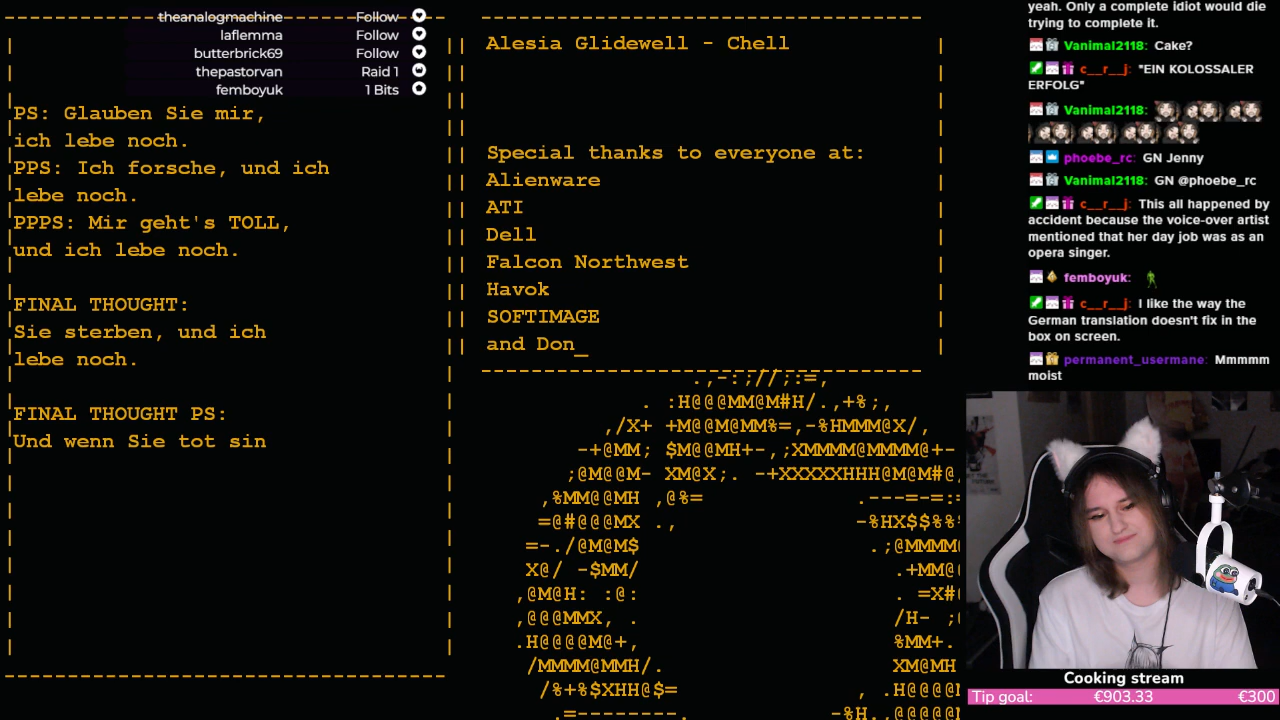 theanalogmachine Follow
laflemma Follow
butterbrick69 Follow
thepastorvan Raid 1
femboyuk 1 Bits
PS: Glauben Sie mir,
ich lebe noch.
PPS: Ich forsche, und ich
lebe noch.
PPPS: Mir geht's TOLL,
und ich lebe noch.
FINAL THOUGHT:
Sie sterben, und ich
lebe noch.
FINAL THOUGHT PS:
Und wenn Sie tot sin
Alesia Glidewell - Chell
Special thanks to everyone at:
Alienware
ATI
Dell
Falcon Northwest
Havok
SOFTIMAGE
and Don_
yeah. Only a complete idiot would die
trying to complete it.
Vanimal2118: Cake?
c__r__j: "EIN KOLOSSALER
ERFOLG"
Vanimal2118:
phoebe_rc: GN Jenny
Vanimal2118: GN @phoebe_rc
c__r__j: This all happened by
accident because the voice-over artist
mentioned that her day job was as an
opera singer.
femboyuk:
c__r__j: I like the way the
German translation doesn't fix in the
box on screen.
permanent_usermane: Mmmmm
moist
Cooking stream
Tip goal: €903.33 €300